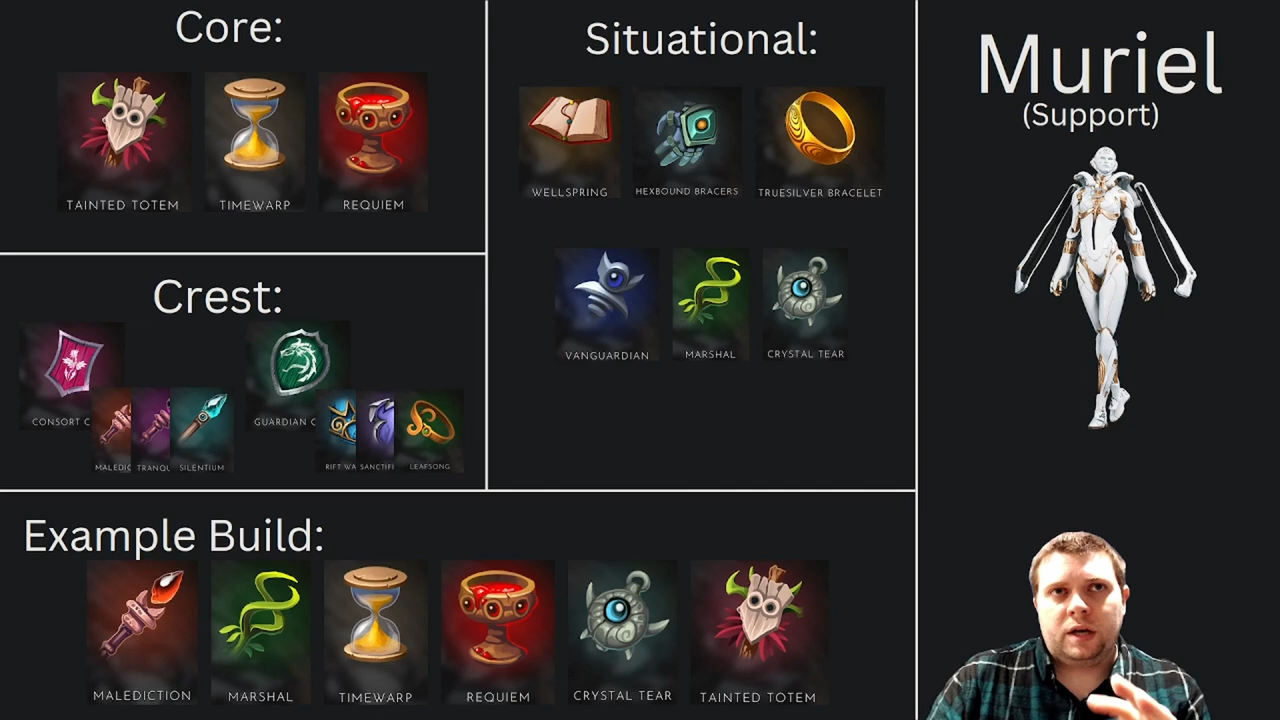 Core:
TAINTED TOTEM
TIMEWARP
REQUIEM
Situational:
WELLSPRING
HEXBOUND BRACERS
TRUESILVER BRACELET
VANGUARDIAN
MARSHAL
CRYSTAL TEAR
Muriel
(Support)
Crest:
CONSORT C
MALEDIC
TRANQU
SILENTIUM
GUARDIAN C
RIFT WA
SANCTIFI
LEAFSONG
Example Build:
MALEDICTION
MARSHAL
TIMEWARP
REQUIEM
CRYSTAL TEAR
TAINTED TOTEM